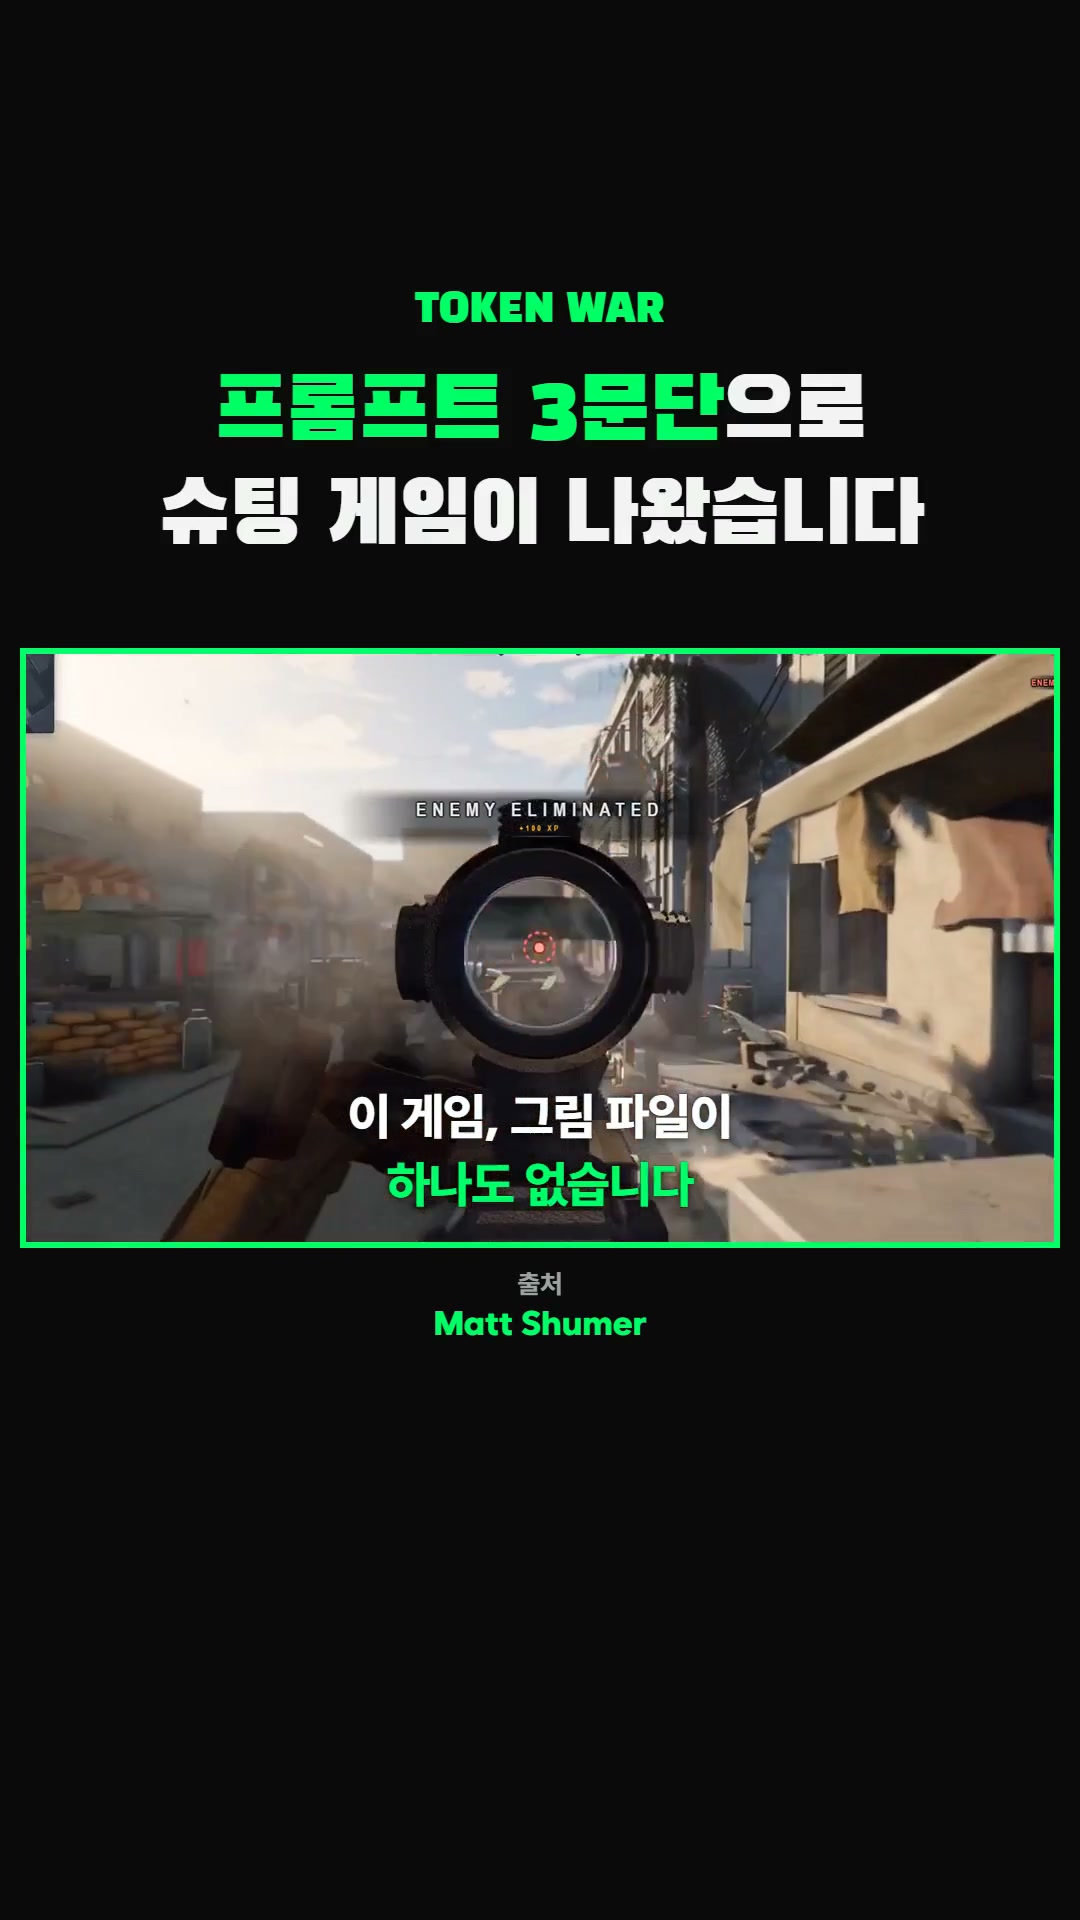 TOKEN WAR
프롬프트 3문단으로
슈팅 게임이 나왔습니다
ENEM
ENEMY ELIMINATED
+100 XP
이 게임, 그림 파일이
하나도 없습니다
출처
Matt Shumer